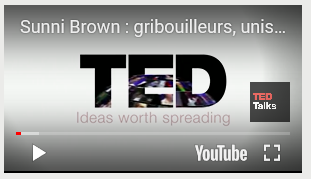 Sunni Brown : gribouilleurs, unis...
TED
Ideas worth spreading
TED
Talks
YouTube